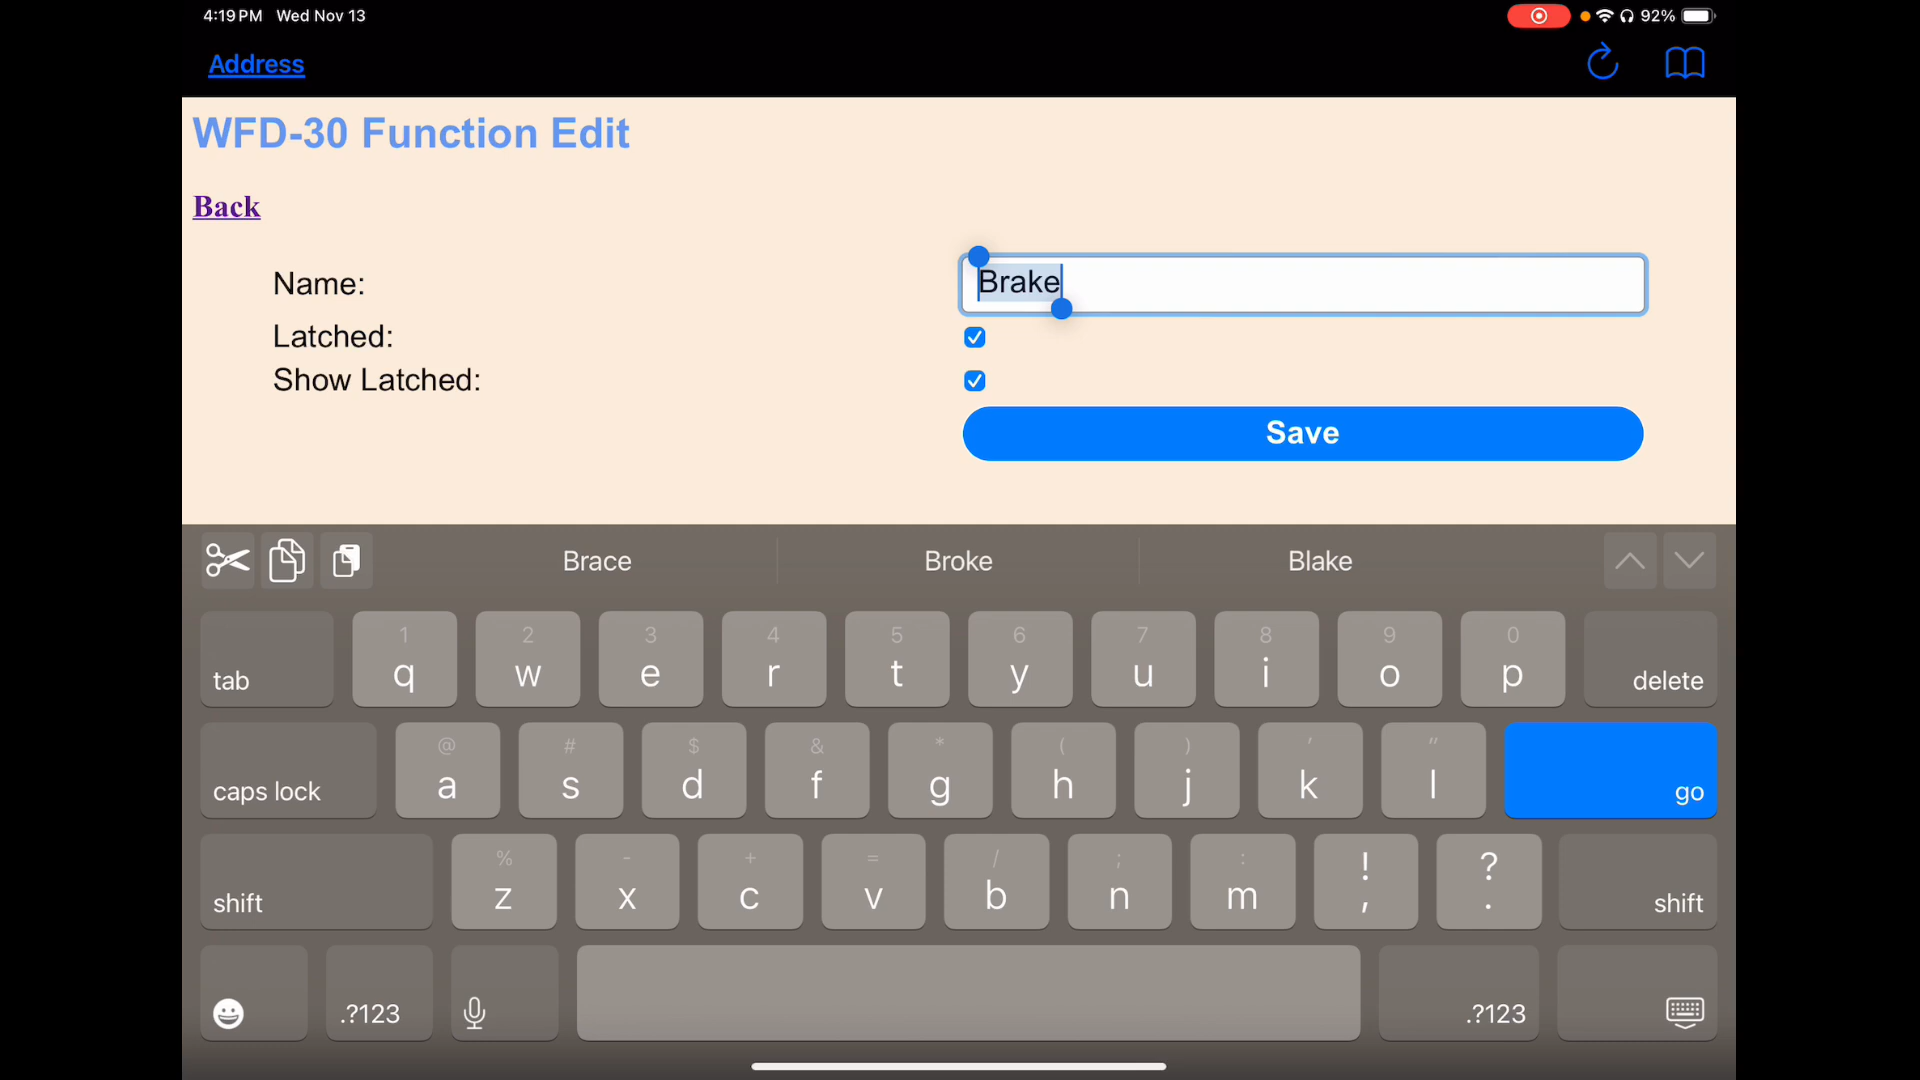 4:19 PM Wed Nov 13
92%
Address
WFD-30 Function Edit
Back
Name: Brake
Latched:
Show Latched:
Save
Brace Broke Blake
1 2 3 4 5 6 7 8 9 0
tab q w e r t y u i o p delete
@ # $ & * ( ) ' "
caps lock a s d f g h j k l go
% - + = / ; : ! ?
shift z x c v b n m , . shift
.?123 .?123